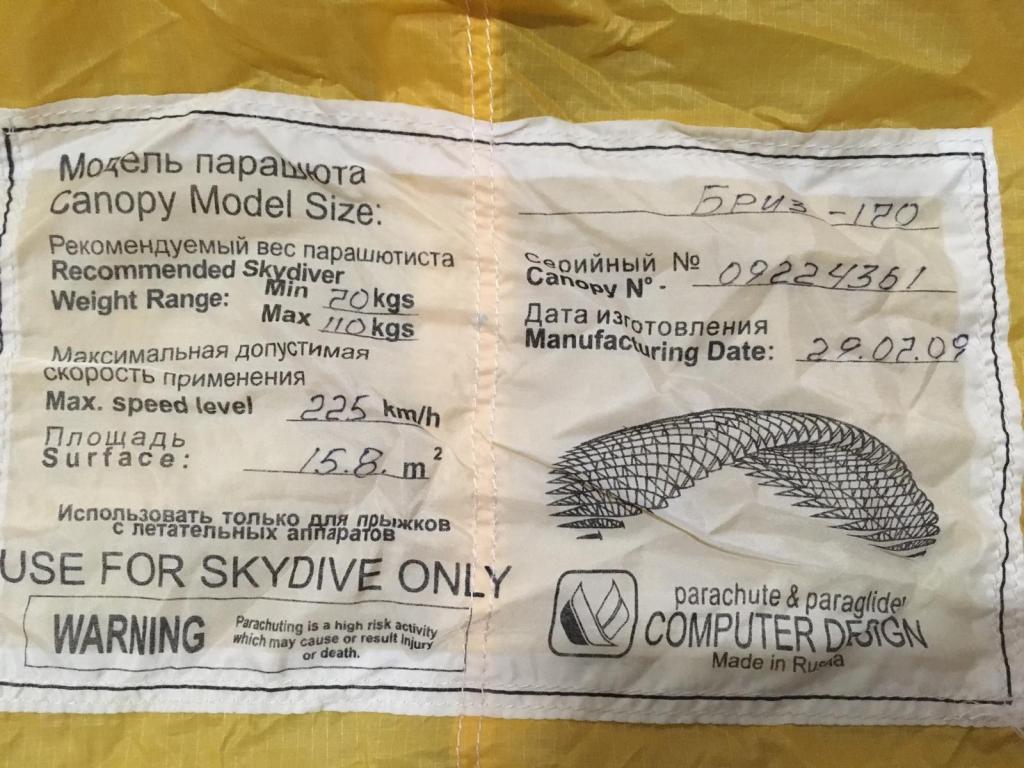 Модель парашюта
Canopy Model Size:
Бриз -170
Рекомендуемый вес парашютиста
Recommended Skydiver
Weight Range:
Min 70 kgs
Max 110 kgs
Максимальная допустимая
скорость применения
Max. speed level 225 km/h
Площадь
Surface: 15.8. m²
Использовать только для прыжков
с летательных аппаратов
USE FOR SKYDIVE ONLY
WARNING
Parachuting is a high risk activity
which may cause or result injury
or death.
Серийный №
Canopy N° - 09224361
Дата изготовления
Manufacturing Date: 29.07.09
parachute & paraglider
COMPUTER DESIGN
Made in Russia